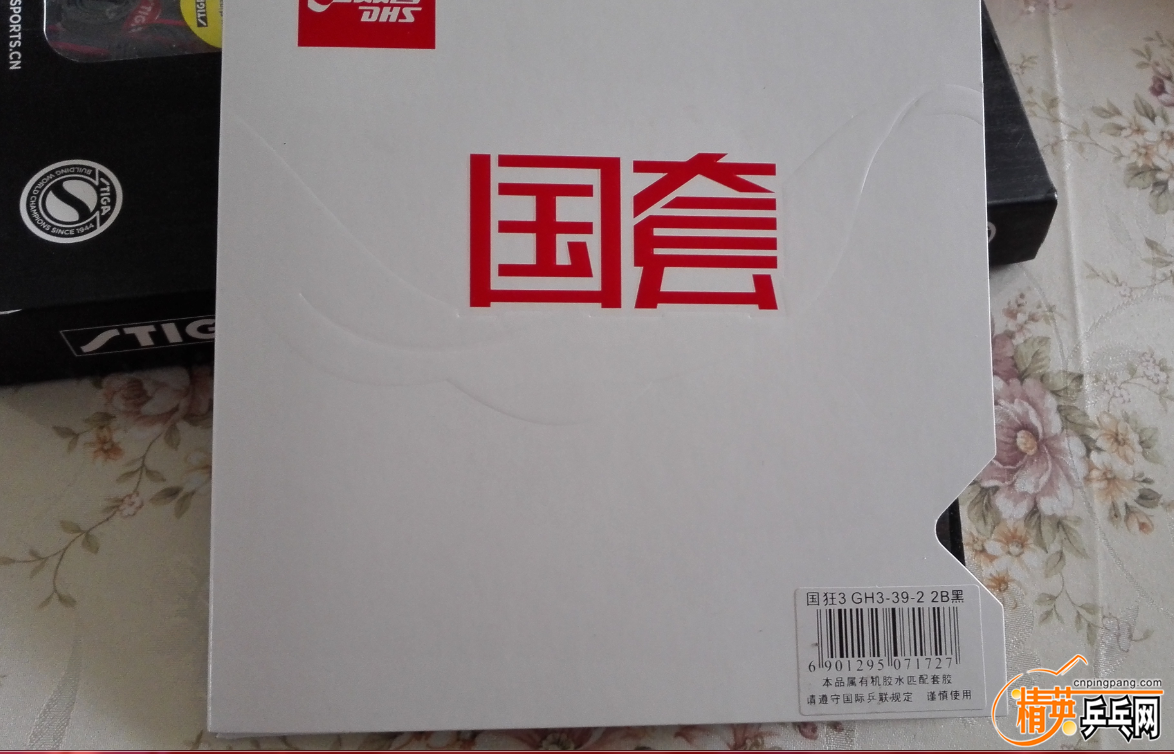 SPORTS.CN
STIGA
DHS
国套
STIGA
BUILDING WORLD CHAMPIONS SINCE 1944
STIGA
国狂3 GH3-39-2 2B黑
6 901295 071727
本品属有机胶水匹配套胶
请遵守国际乒联规定 谨慎使用
cnpingpang.com
精英乒乓网